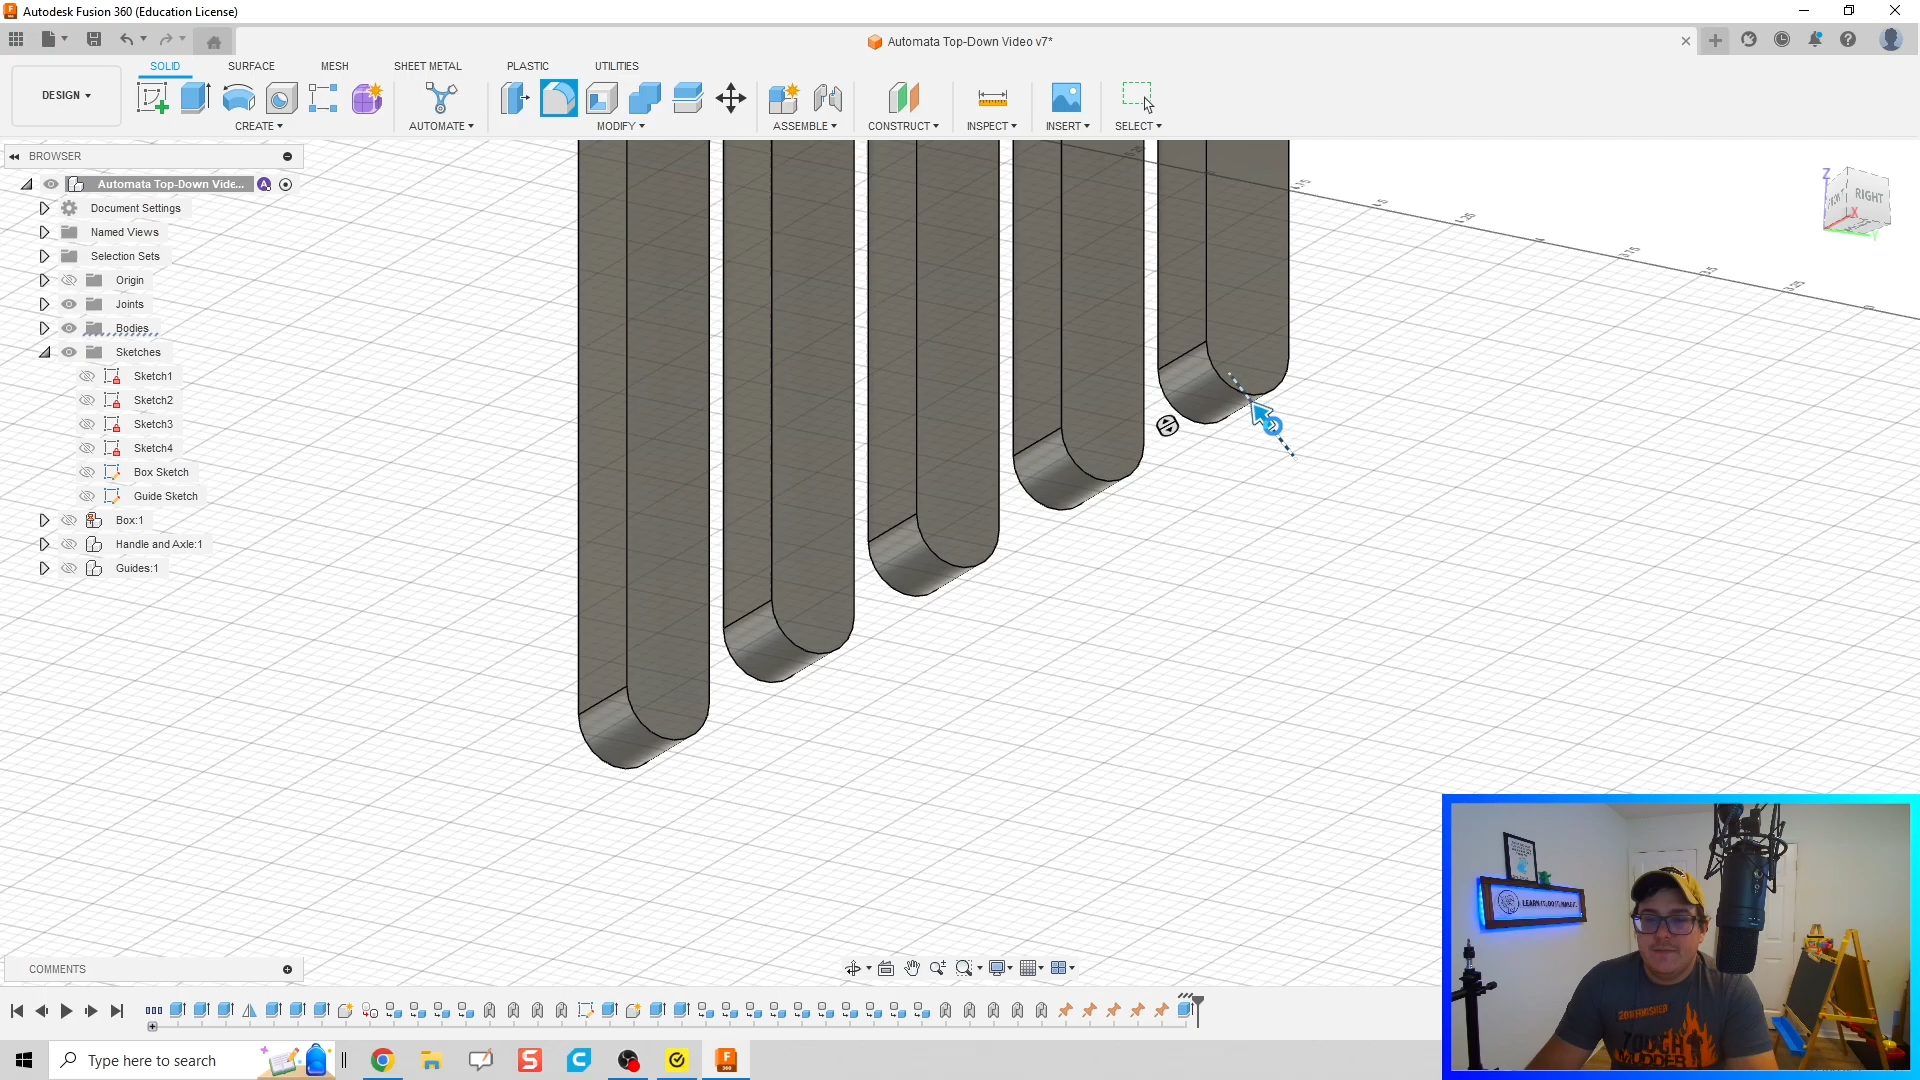 Autodesk Fusion 360 (Education License)
Automata Top-Down Video v7*
DESIGN
SOLID
SURFACE
MESH
SHEET METAL
PLASTIC
UTILITIES
CREATE
AUTOMATE
MODIFY
ASSEMBLE
CONSTRUCT
INSPECT
INSERT
SELECT
BROWSER
Automata Top-Down Vide...
A
Document Settings
Named Views
Selection Sets
Origin
Joints
Bodies
Sketches
Sketch1
Sketch2
Sketch3
Sketch4
Box Sketch
Guide Sketch
Box:1
Handle and Axle:1
Guides:1
Z
RIGHT
X
Y
COMMENTS
Type here to search
TOUGH
MUDDER